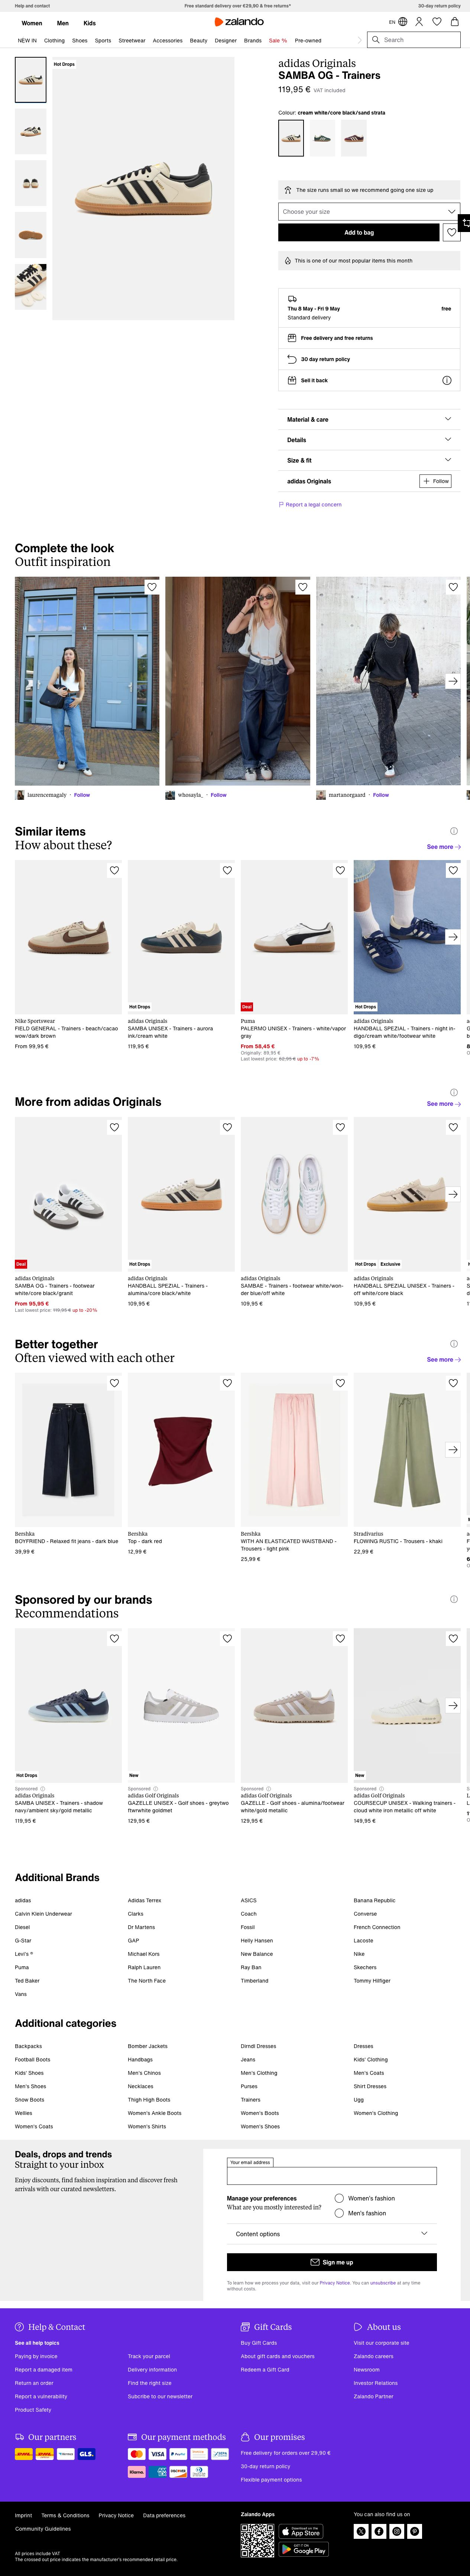 Help and contact
Free standard delivery over €29,90 & free returns*
30-day return policy
Women
Men
Kids
zalando
EN
NEW IN
Clothing
Shoes
Sports
Streetwear
Accessories
Beauty
Designer
Brands
Sale %
Pre-owned
Search
Hot Drops
adidas Originals
SAMBA OG - Trainers
119,95 € VAT included
Colour: cream white/core black/sand strata
The size runs small so we recommend going one size up
Choose your size
Add to bag
This is one of our most popular items this month
Thu 8 May - Fri 9 May
free
Standard delivery
Free delivery and free returns
30 day return policy
Sell it back
Material & care
Details
Size & fit
adidas Originals
Follow
Report a legal concern
Complete the look
Outfit inspiration
laurencemagaly · Follow
whosayla_ · Follow
martanorgaard · Follow
Similar items
How about these?
See more
Nike Sportswear
FIELD GENERAL - Trainers - beach/cacao
wow/dark brown
From 99,95 €
Hot Drops
adidas Originals
SAMBA UNISEX - Trainers - aurora
ink/cream white
119,95 €
Deal
Puma
PALERMO UNISEX - Trainers - white/vapor
gray
From 58,45 €
Originally: 89,95 €
Last lowest price: 62,95 € up to -7%
Hot Drops
adidas Originals
HANDBALL SPEZIAL - Trainers - night in-
digo/cream white/footwear white
109,95 €
More from adidas Originals
See more
Deal
adidas Originals
SAMBA OG - Trainers - footwear
white/core black/granit
From 95,95 €
Last lowest price: 119,95 € up to -20%
Hot Drops
adidas Originals
HANDBALL SPEZIAL - Trainers -
alumina/core black/white
109,95 €
adidas Originals
SAMBAE - Trainers - footwear white/won-
der blue/off white
109,95 €
Hot Drops
Exclusive
adidas Originals
HANDBALL SPEZIAL UNISEX - Trainers -
off white/core black
109,95 €
Better together
Often viewed with each other
See more
Bershka
BOYFRIEND - Relaxed fit jeans - dark blue
39,99 €
Bershka
Top - dark red
12,99 €
Bershka
WITH AN ELASTICATED WAISTBAND -
Trousers - light pink
25,99 €
Stradivarius
FLOWING RUSTIC - Trousers - khaki
22,99 €
Sponsored by our brands
Recommendations
Hot Drops
Sponsored
adidas Originals
SAMBA UNISEX - Trainers - shadow
navy/ambient sky/gold metallic
119,95 €
New
Sponsored
adidas Golf Originals
GAZELLE UNISEX - Golf shoes - greytwo
ftwrwhite goldmet
129,95 €
Sponsored
adidas Golf Originals
GAZELLE - Golf shoes - alumina/footwear
white/gold metallic
129,95 €
New
Sponsored
adidas Golf Originals
COURSECUP UNISEX - Walking trainers -
cloud white iron metallic off white
149,95 €
Additional Brands
adidas
Adidas Terrex
ASICS
Banana Republic
Calvin Klein Underwear
Clarks
Coach
Converse
Diesel
Dr Martens
Fossil
French Connection
G-Star
GAP
Helly Hansen
Lacoste
Levi's ®
Michael Kors
New Balance
Nike
Puma
Ralph Lauren
Ray Ban
Skechers
Ted Baker
The North Face
Timberland
Tommy Hilfiger
Vans
Additional categories
Backpacks
Bomber Jackets
Dirndl Dresses
Dresses
Football Boots
Handbags
Jeans
Kids' Clothing
Kids' Shoes
Men's Chinos
Men's Clothing
Men's Coats
Men's Shoes
Necklaces
Purses
Shirt Dresses
Snow Boots
Thigh High Boots
Trainers
Ugg
Wellies
Women's Ankle Boots
Women's Boots
Women's Clothing
Women's Coats
Women's Shirts
Women's Shoes
Deals, drops and trends
Straight to your inbox
Enjoy discounts, find fashion inspiration and discover fresh
arrivals with our curated newsletters.
Your email address
Manage your preferences
What are you mostly interested in?
Women's fashion
Men's fashion
Content options
Sign me up
To learn how we process your data, visit our Privacy Notice. You can unsubscribe at any time
without costs.
Help & Contact
See all help topics
Paying by invoice
Track your parcel
Report a damaged item
Delivery information
Return an order
Find the right size
Report a vulnerability
Subcribe to our newsletter
Product Safety
Gift Cards
Buy Gift Cards
About gift cards and vouchers
Redeem a Gift Card
About us
Visit our corporate site
Zalando careers
Newsroom
Investor Relations
Zalando Partner
Our partners
GLS
Our payment methods
VISA
PayPal
Klarna
DISCOVER
Our promises
Free delivery for orders over 29,90 €
30-day return policy
Flexible payment options
Imprint
Terms & Conditions
Privacy Notice
Data preferences
Community Guidelines
Zalando Apps
Download on the
App Store
GET IT ON
Google Play
You can also find us on
All prices include VAT
The crossed out price indicates the manufacturer's recommended retail price.